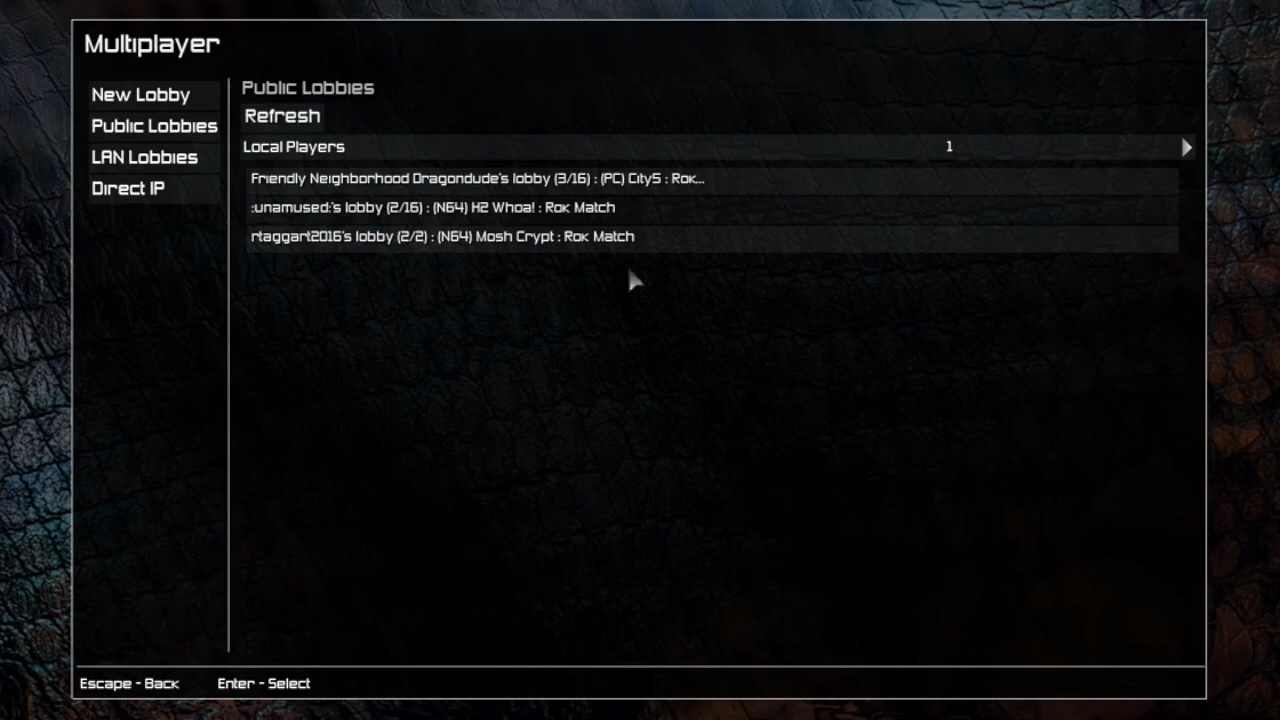 Multiplayer
New Lobby
Public Lobbies
LAN Lobbies
Direct IP
Public Lobbies
Refresh
Local Players 1
Friendly Neighborhood Dragondude's lobby (3/16) : (PC) City5 : Rok...
:unamused:'s lobby (2/16) : (N64) H2 Whoa! : Rok Match
rtaggart2016's lobby (2/2) : (N64) Mosh Crypt : Rok Match
Escape - Back Enter - Select